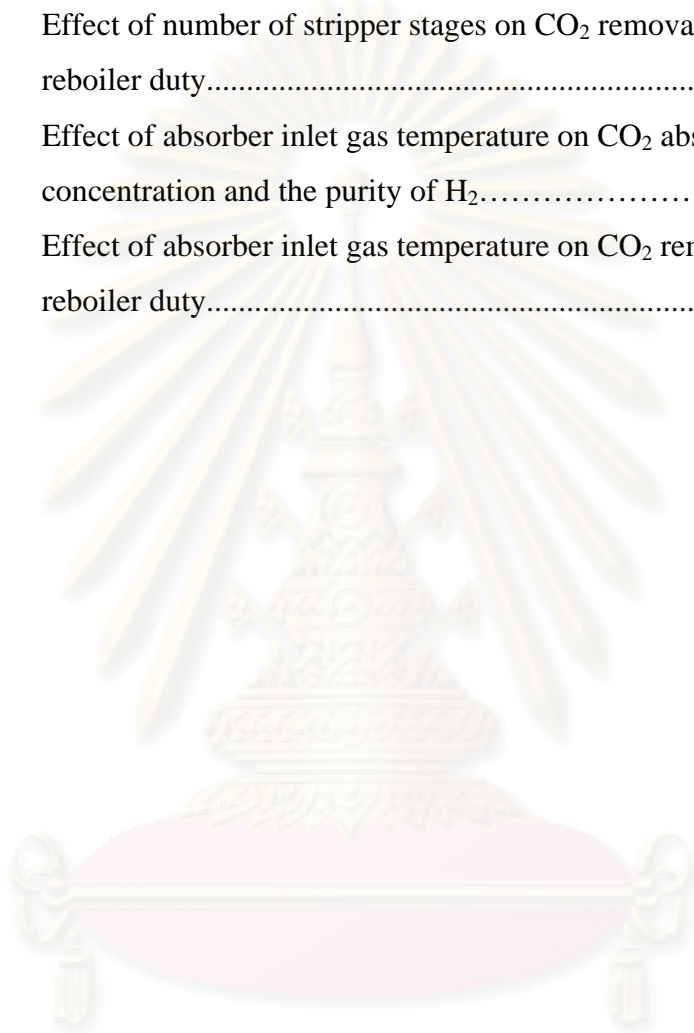 Effect of number of stripper stages on CO₂ remova
reboiler duty..............................................................
Effect of absorber inlet gas temperature on CO₂ abs
concentration and the purity of H₂…………………
Effect of absorber inlet gas temperature on CO₂ rem
reboiler duty..............................................................